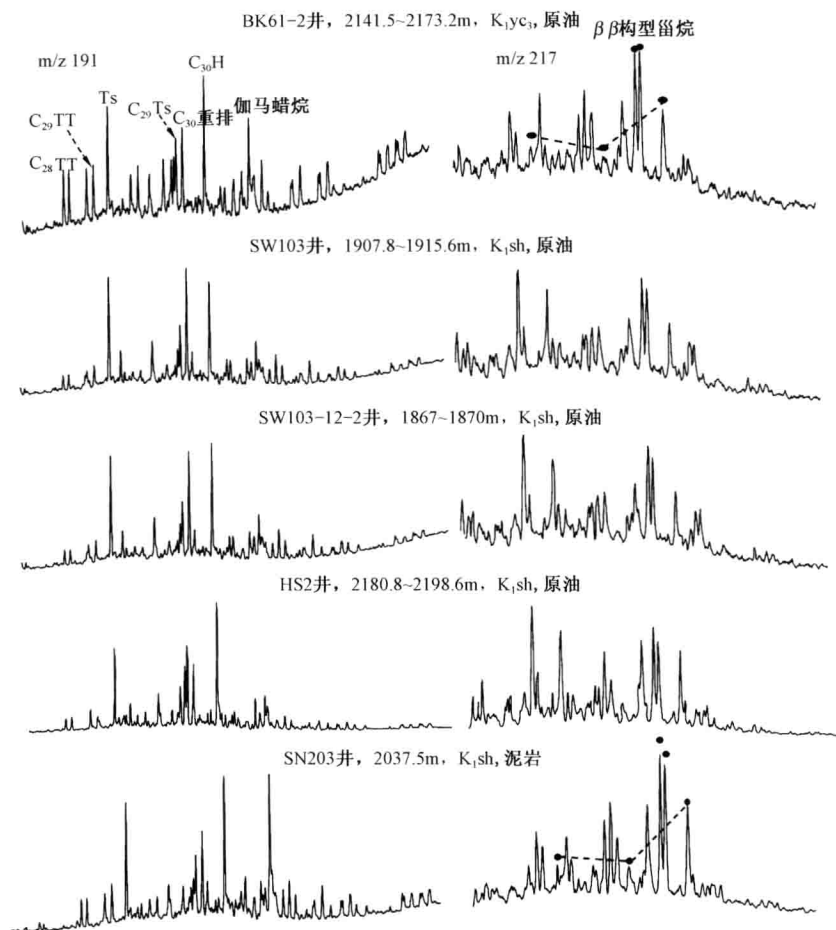 BK61-2井，2141.5~2173.2m，K₁yc₃,原油
ββ构型甾烷
m/z 191
C₃₀H
m/z 217
Ts
C₂₉Ts
C₃₀重排
伽马蜡烷
C₂₉TT
C₂₈TT
SW103井，1907.8~1915.6m，K₁sh,原油
SW103-12-2井，1867~1870m，K₁sh,原油
HS2井，2180.8~2198.6m，K₁sh,原油
SN203井，2037.5m，K₁sh,泥岩